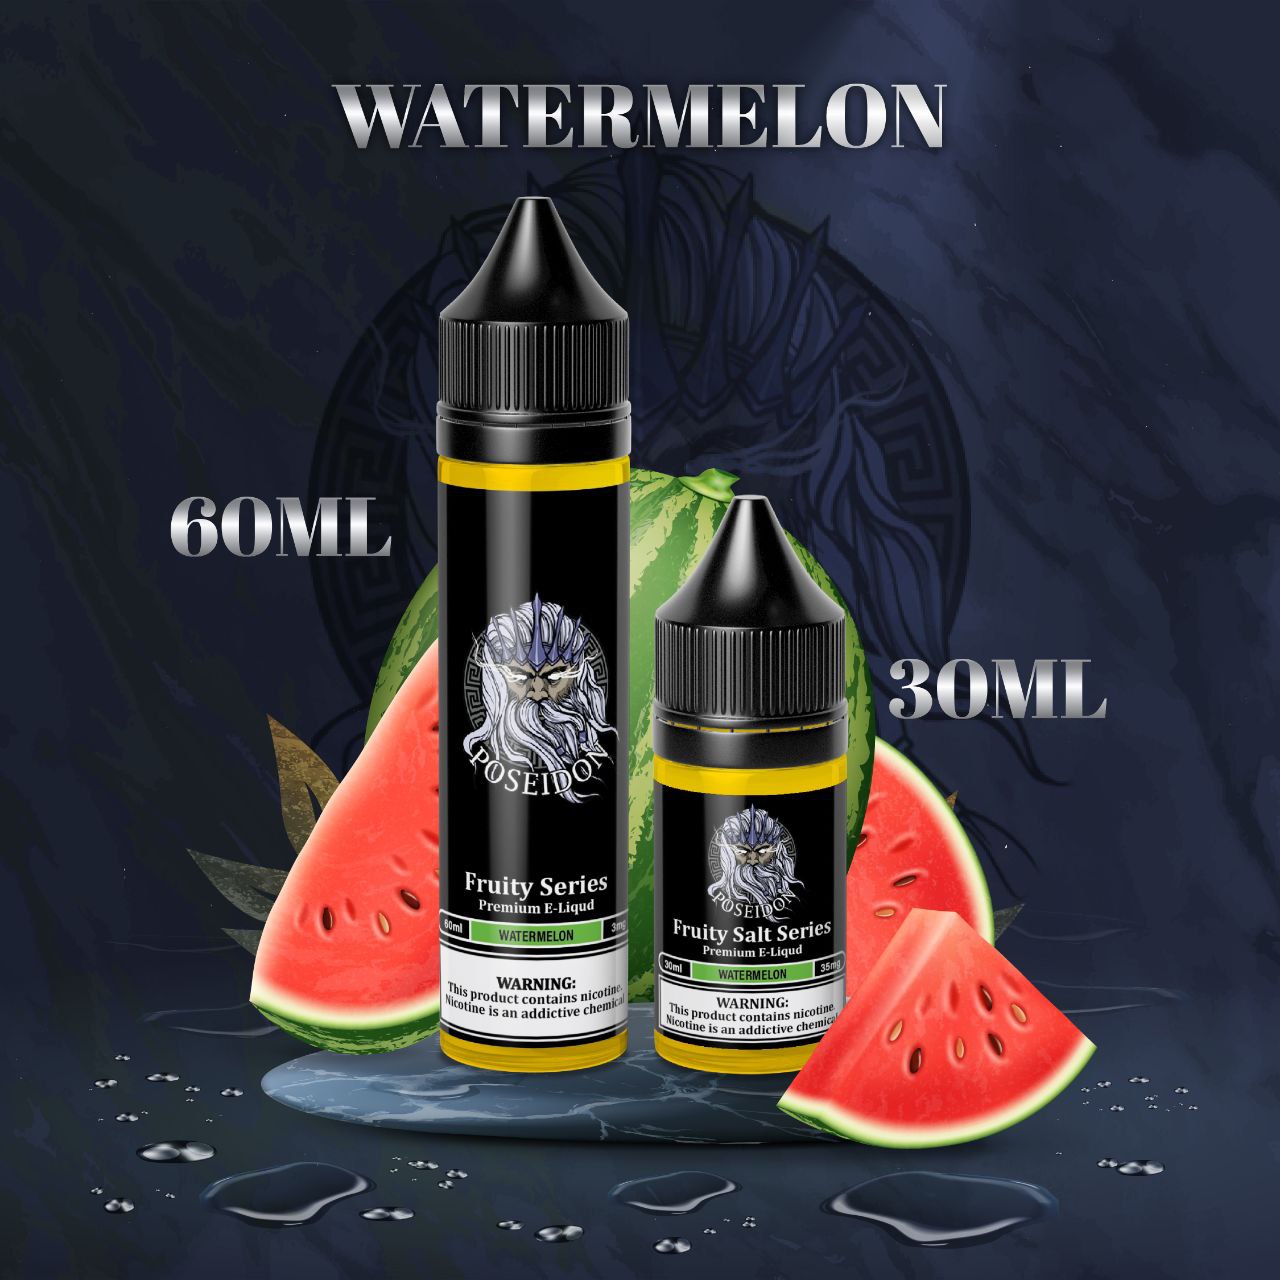 WATERMELON
60ML
30ML
POSEIDON
Fruity Series
Premium E-Liqud
60ml WATERMELON 3mg
WARNING:
This product contains nicotine.
Nicotine is an addictive chemical
POSEIDON
Fruity Salt Series
Premium E-Liqud
30ml WATERMELON 35mg
WARNING:
This product contains nicotine.
Nicotine is an addictive chemical